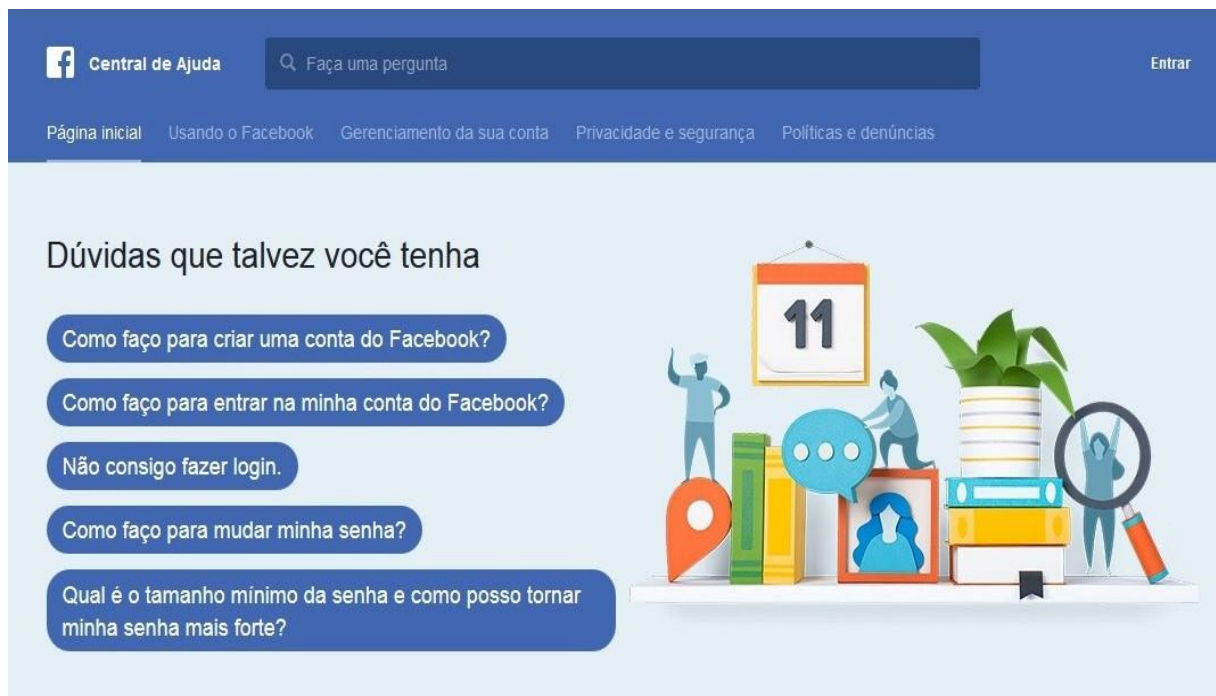 Central de Ajuda
Faça uma pergunta
Entrar
Página inicial
Usando o Facebook
Gerenciamento da sua conta
Privacidade e segurança
Políticas e denúncias
Dúvidas que talvez você tenha
Como faço para criar uma conta do Facebook?
Como faço para entrar na minha conta do Facebook?
Não consigo fazer login.
Como faço para mudar minha senha?
Qual é o tamanho mínimo da senha e como posso tornar
minha senha mais forte?
11